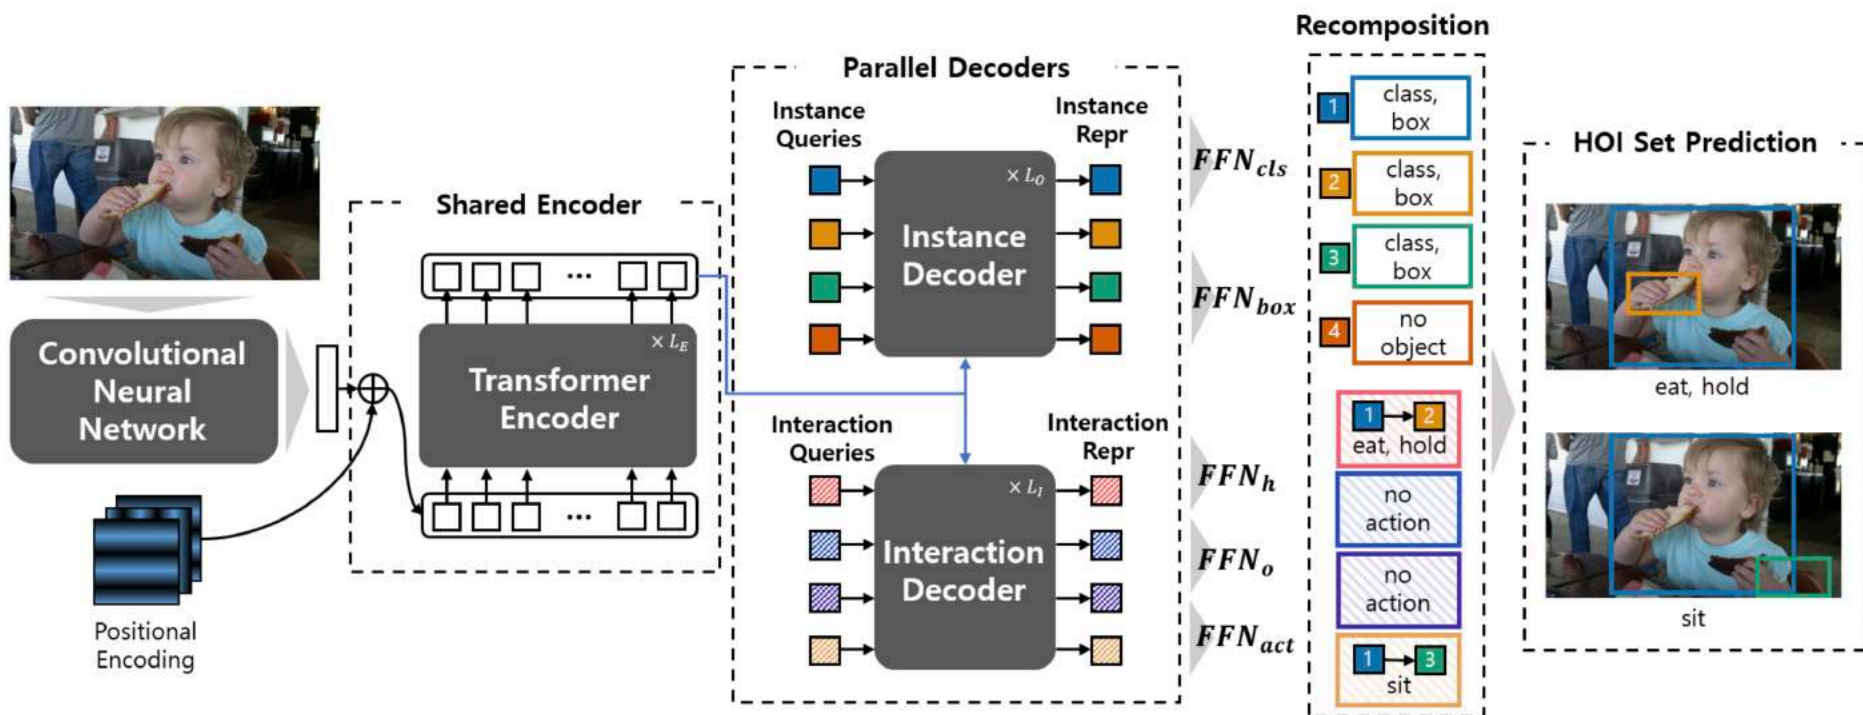 Convolutional
Neural
Network
Positional
Encoding
Shared Encoder
× L_E
Transformer
Encoder
...
...
Parallel Decoders
Instance
Queries
Instance
Repr
× L_O
Instance
Decoder
Interaction
Queries
Interaction
Repr
× L_I
Interaction
Decoder
FFN_cls
FFN_box
FFN_h
FFN_o
FFN_act
Recomposition
1 class,
box
2 class,
box
3 class,
box
4 no
object
1 2
eat, hold
no
action
no
action
1 3
sit
HOI Set Prediction
eat, hold
sit